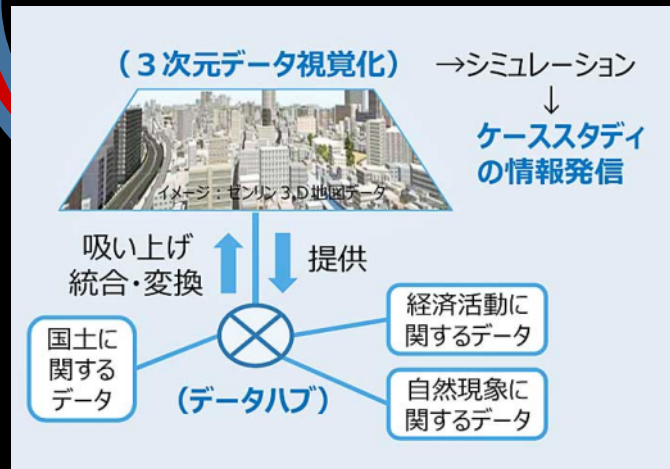 （３次元データ視覚化）
→シミュレーション
↓
ケーススタディ
の情報発信
イメージ：ゼンリン３D地図データ
吸い上げ
統合・変換
提供
国土に
関する
データ
（データハブ）
経済活動に
関するデータ
自然現象に
関するデータ